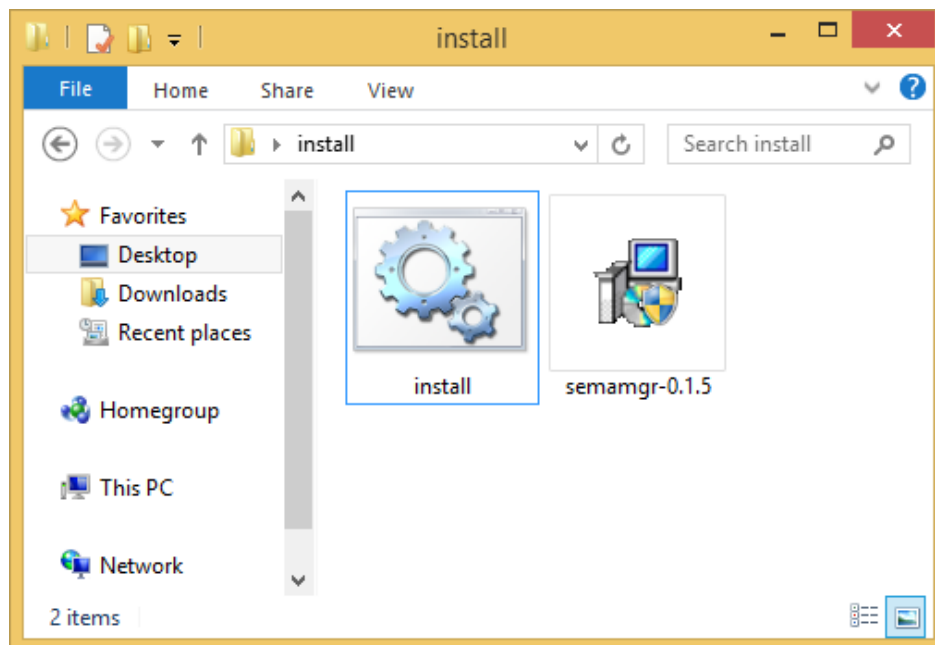 install
File Home Share View
install
Search install
Favorites
Desktop
Downloads
Recent places
Homegroup
This PC
Network
install
semamgr-0.1.5
2 items